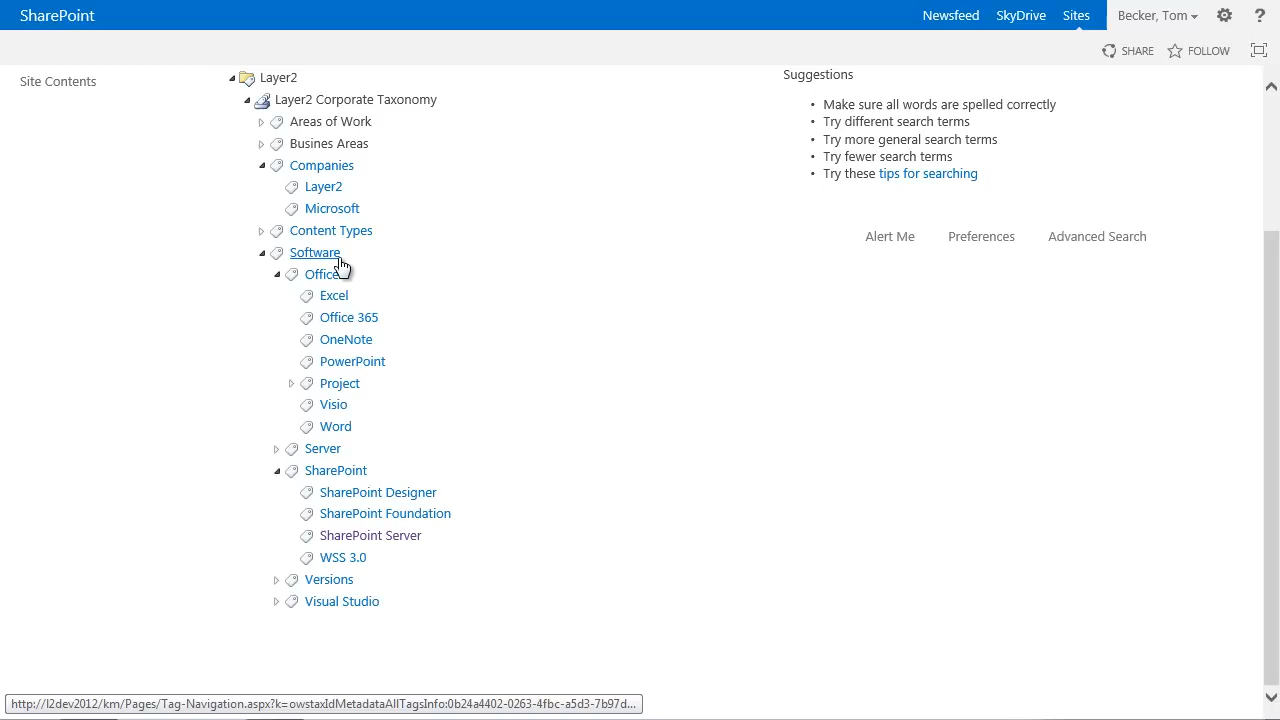 SharePoint
Newsfeed SkyDrive Sites Becker, Tom ?
SHARE FOLLOW
Site Contents
Layer2
Layer2 Corporate Taxonomy
Areas of Work
Busines Areas
Companies
Layer2
Microsoft
Content Types
Software
Office
Excel
Office 365
OneNote
PowerPoint
Project
Visio
Word
Server
SharePoint
SharePoint Designer
SharePoint Foundation
SharePoint Server
WSS 3.0
Versions
Visual Studio
Suggestions
• Make sure all words are spelled correctly
• Try different search terms
• Try more general search terms
• Try fewer search terms
• Try these tips for searching
Alert Me Preferences Advanced Search
http://l2dev2012/km/Pages/Tag-Navigation.aspx?k=owstaxIdMetadataAllTagsInfo:0b24a4402-0263-4fbc-a5d3-7b97d...